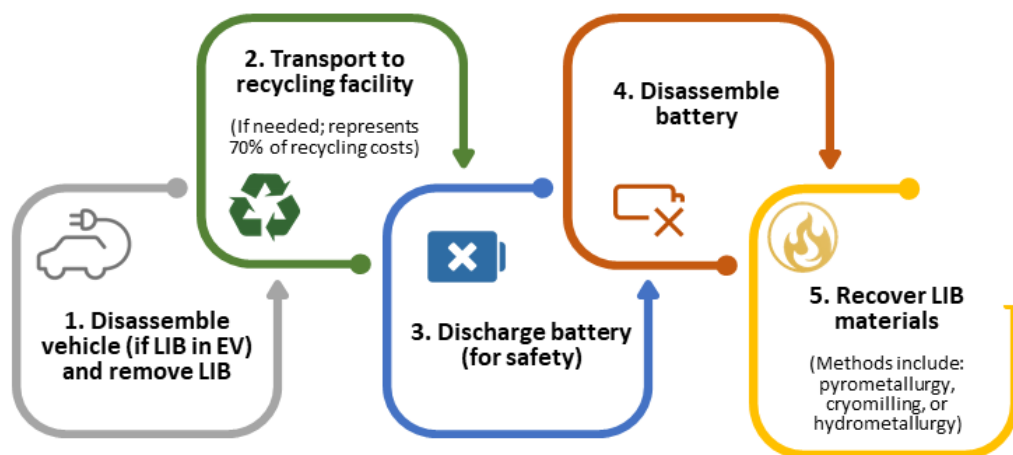 1. Disassemble
vehicle (if LIB in EV)
and remove LIB
2. Transport to
recycling facility
(If needed; represents
70% of recycling costs)
3. Discharge battery
(for safety)
4. Disassemble
battery
5. Recover LIB
materials
(Methods include:
pyrometallurgy,
cryomilling, or
hydrometallurgy)